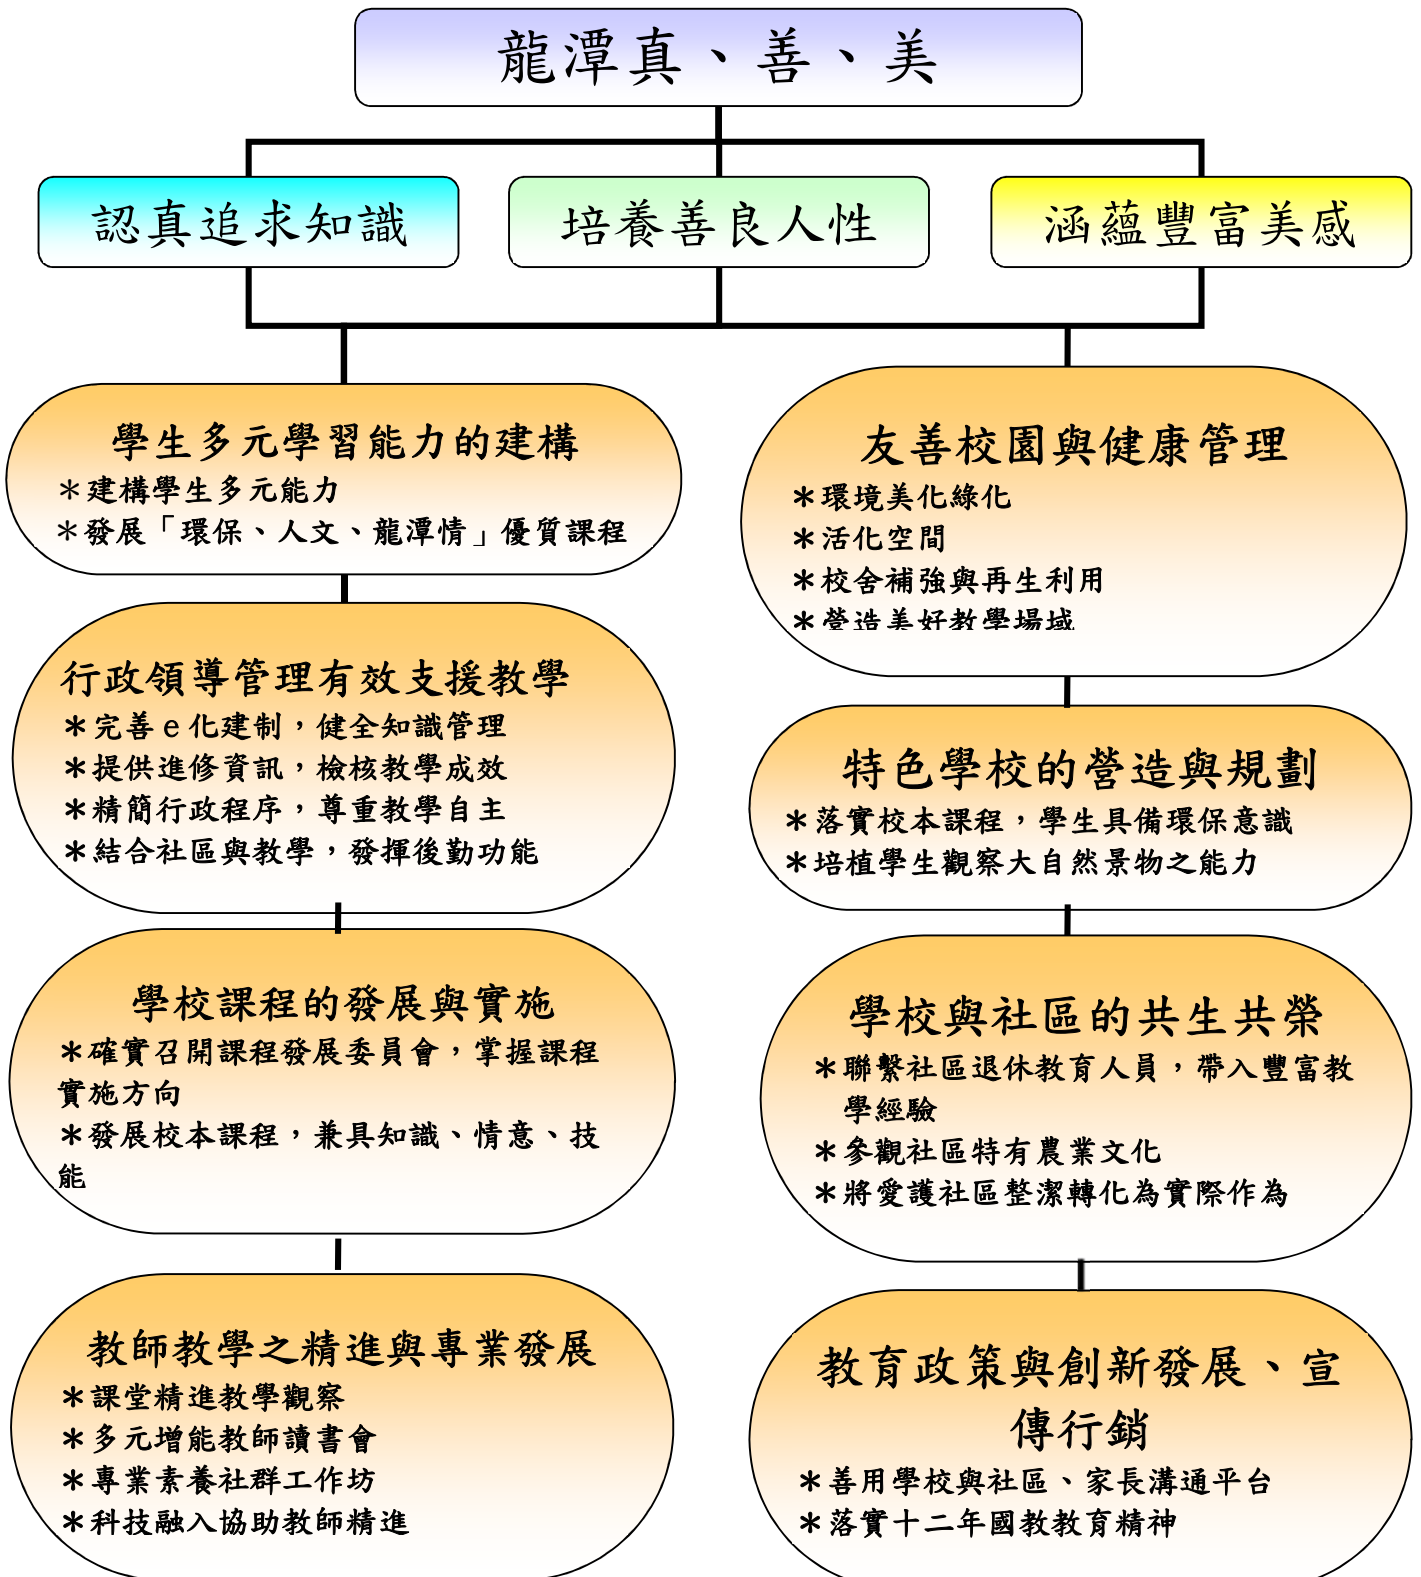 龍潭真、善、美
認真追求知識
培養善良人性
涵蘊豐富美感
學生多元學習能力的建構
＊建構學生多元能力
＊發展「環保、人文、龍潭情」優質課程
行政領導管理有效支援教學
＊完善e化建制，健全知識管理
＊提供進修資訊，檢核教學成效
＊精簡行政程序，尊重教學自主
＊結合社區與教學，發揮後勤功能
學校課程的發展與實施
＊確實召開課程發展委員會，掌握課程
實施方向
＊發展校本課程，兼具知識、情意、技
能
教師教學之精進與專業發展
＊課堂精進教學觀察
＊多元增能教師讀書會
＊專業素養社群工作坊
＊科技融入協助教師精進
友善校園與健康管理
＊環境美化綠化
＊活化空間
＊校舍補強與再生利用
＊營造美好教學場域
特色學校的營造與規劃
＊落實校本課程，學生具備環保意識
＊培植學生觀察大自然景物之能力
學校與社區的共生共榮
＊聯繫社區退休教育人員，帶入豐富教
學經驗
＊參觀社區特有農業文化
＊將愛護社區整潔轉化為實際作為
教育政策與創新發展、宣
傳行銷
＊善用學校與社區、家長溝通平台
＊落實十二年國教教育精神